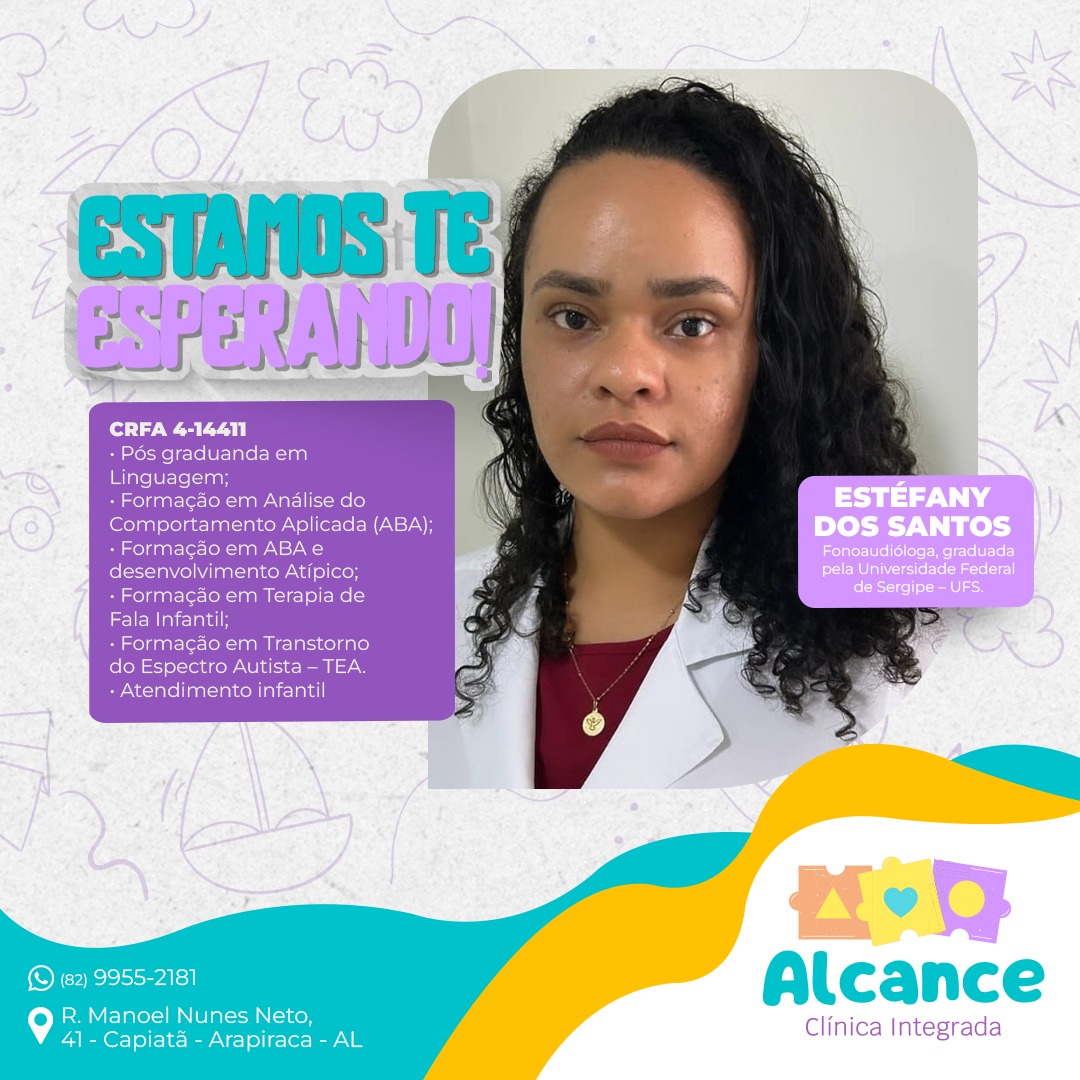 ESTAMOS TE
ESPERANDO!
CRFA 4-14411
• Pós graduanda em
Linguagem;
• Formação em Análise do
Comportamento Aplicada (ABA);
• Formação em ABA e
desenvolvimento Atípico;
• Formação em Terapia de
Fala Infantil;
• Formação em Transtorno
do Espectro Autista – TEA.
• Atendimento infantil
ESTÉFANY
DOS SANTOS
Fonoaudióloga, graduada
pela Universidade Federal
de Sergipe – UFS.
(82) 9955-2181
R. Manoel Nunes Neto,
41 - Capiatã - Arapiraca - AL
Alcance
Clínica Integrada